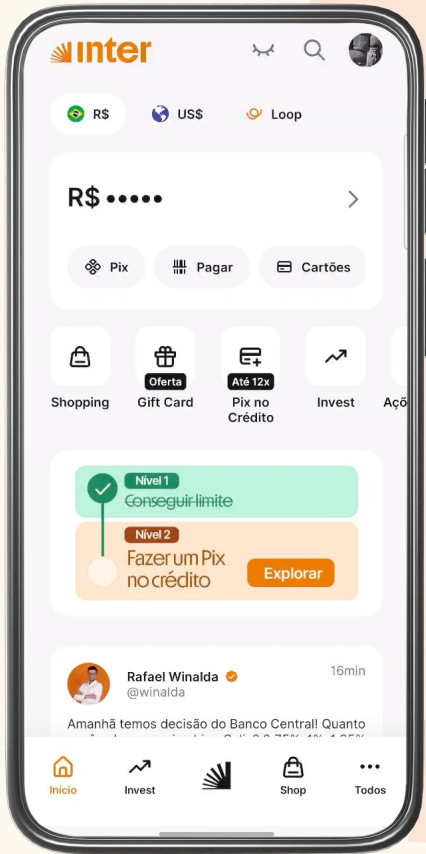 inter
R$
US$
Loop
R$ •••••
Pix
Pagar
Cartões
Oferta
Até 12x
Shopping
Gift Card
Pix no
Crédito
Invest
Açõ
Nível 1
Conseguir limite
Nível 2
Fazer um Pix
no crédito
Explorar
Rafael Winalda
16min
@winalda
Amanhã temos decisão do Banco Central! Quanto
Início
Invest
Shop
Todos